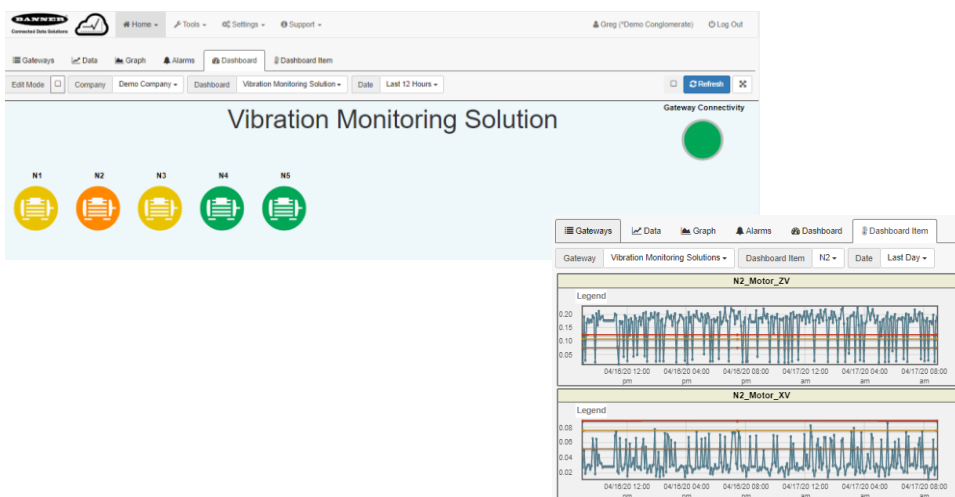 BANNER
Connected Data Solutions
Home Tools Settings Support Greg (*Demo Conglomerate) Log Out
Gateways Data Graph Alarms Dashboard Dashboard Item
Edit Mode Company Demo Company Dashboard Vibration Monitoring Solution Date Last 12 Hours Refresh
Vibration Monitoring Solution
Gateway Connectivity
N1 N2 N3 N4 N5
Gateways Data Graph Alarms Dashboard Dashboard Item
Gateway Vibration Monitoring Solutions Dashboard Item N2 Date Last Day
N2_Motor_ZV
Legend
0.20
0.15
0.10
0.05
04/16/20 12:00 04/16/20 04:00 04/16/20 08:00 04/17/20 12:00 04/17/20 04:00 04/17/20 08:00
pm pm pm am am am
N2_Motor_XV
Legend
0.08
0.06
0.04
0.02
04/16/20 12:00 04/16/20 04:00 04/16/20 08:00 04/17/20 12:00 04/17/20 04:00 04/17/20 08:00
pm pm pm am am am